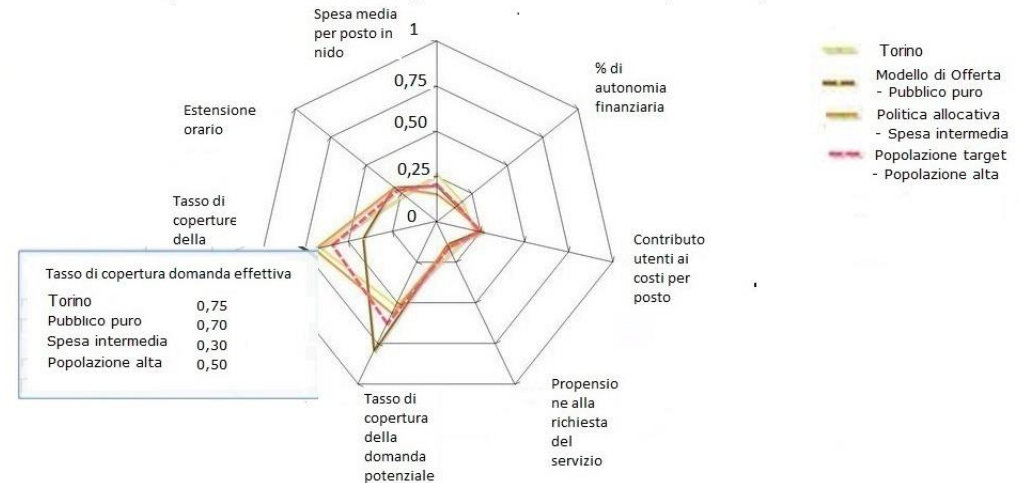 Spesa media
per posto in
nido
1
0,75
0,50
0,25
0
% di
autonomia
finanziaria
Estensione
orario
Tasso di
coperture
della
Contributo
utenti ai
costi per
posto
Propensio
ne alla
richiesta
del
servizio
Tasso di
copertura
della
domanda
potenziale
Tasso di copertura domanda effettiva
Torino 0,75
Pubblico puro 0,70
Spesa intermedia 0,30
Popolazione alta 0,50
Torino
Modello di Offerta
- Pubblico puro
Politica allocativa
- Spesa intermedia
Popolazione target
- Popolazione alta